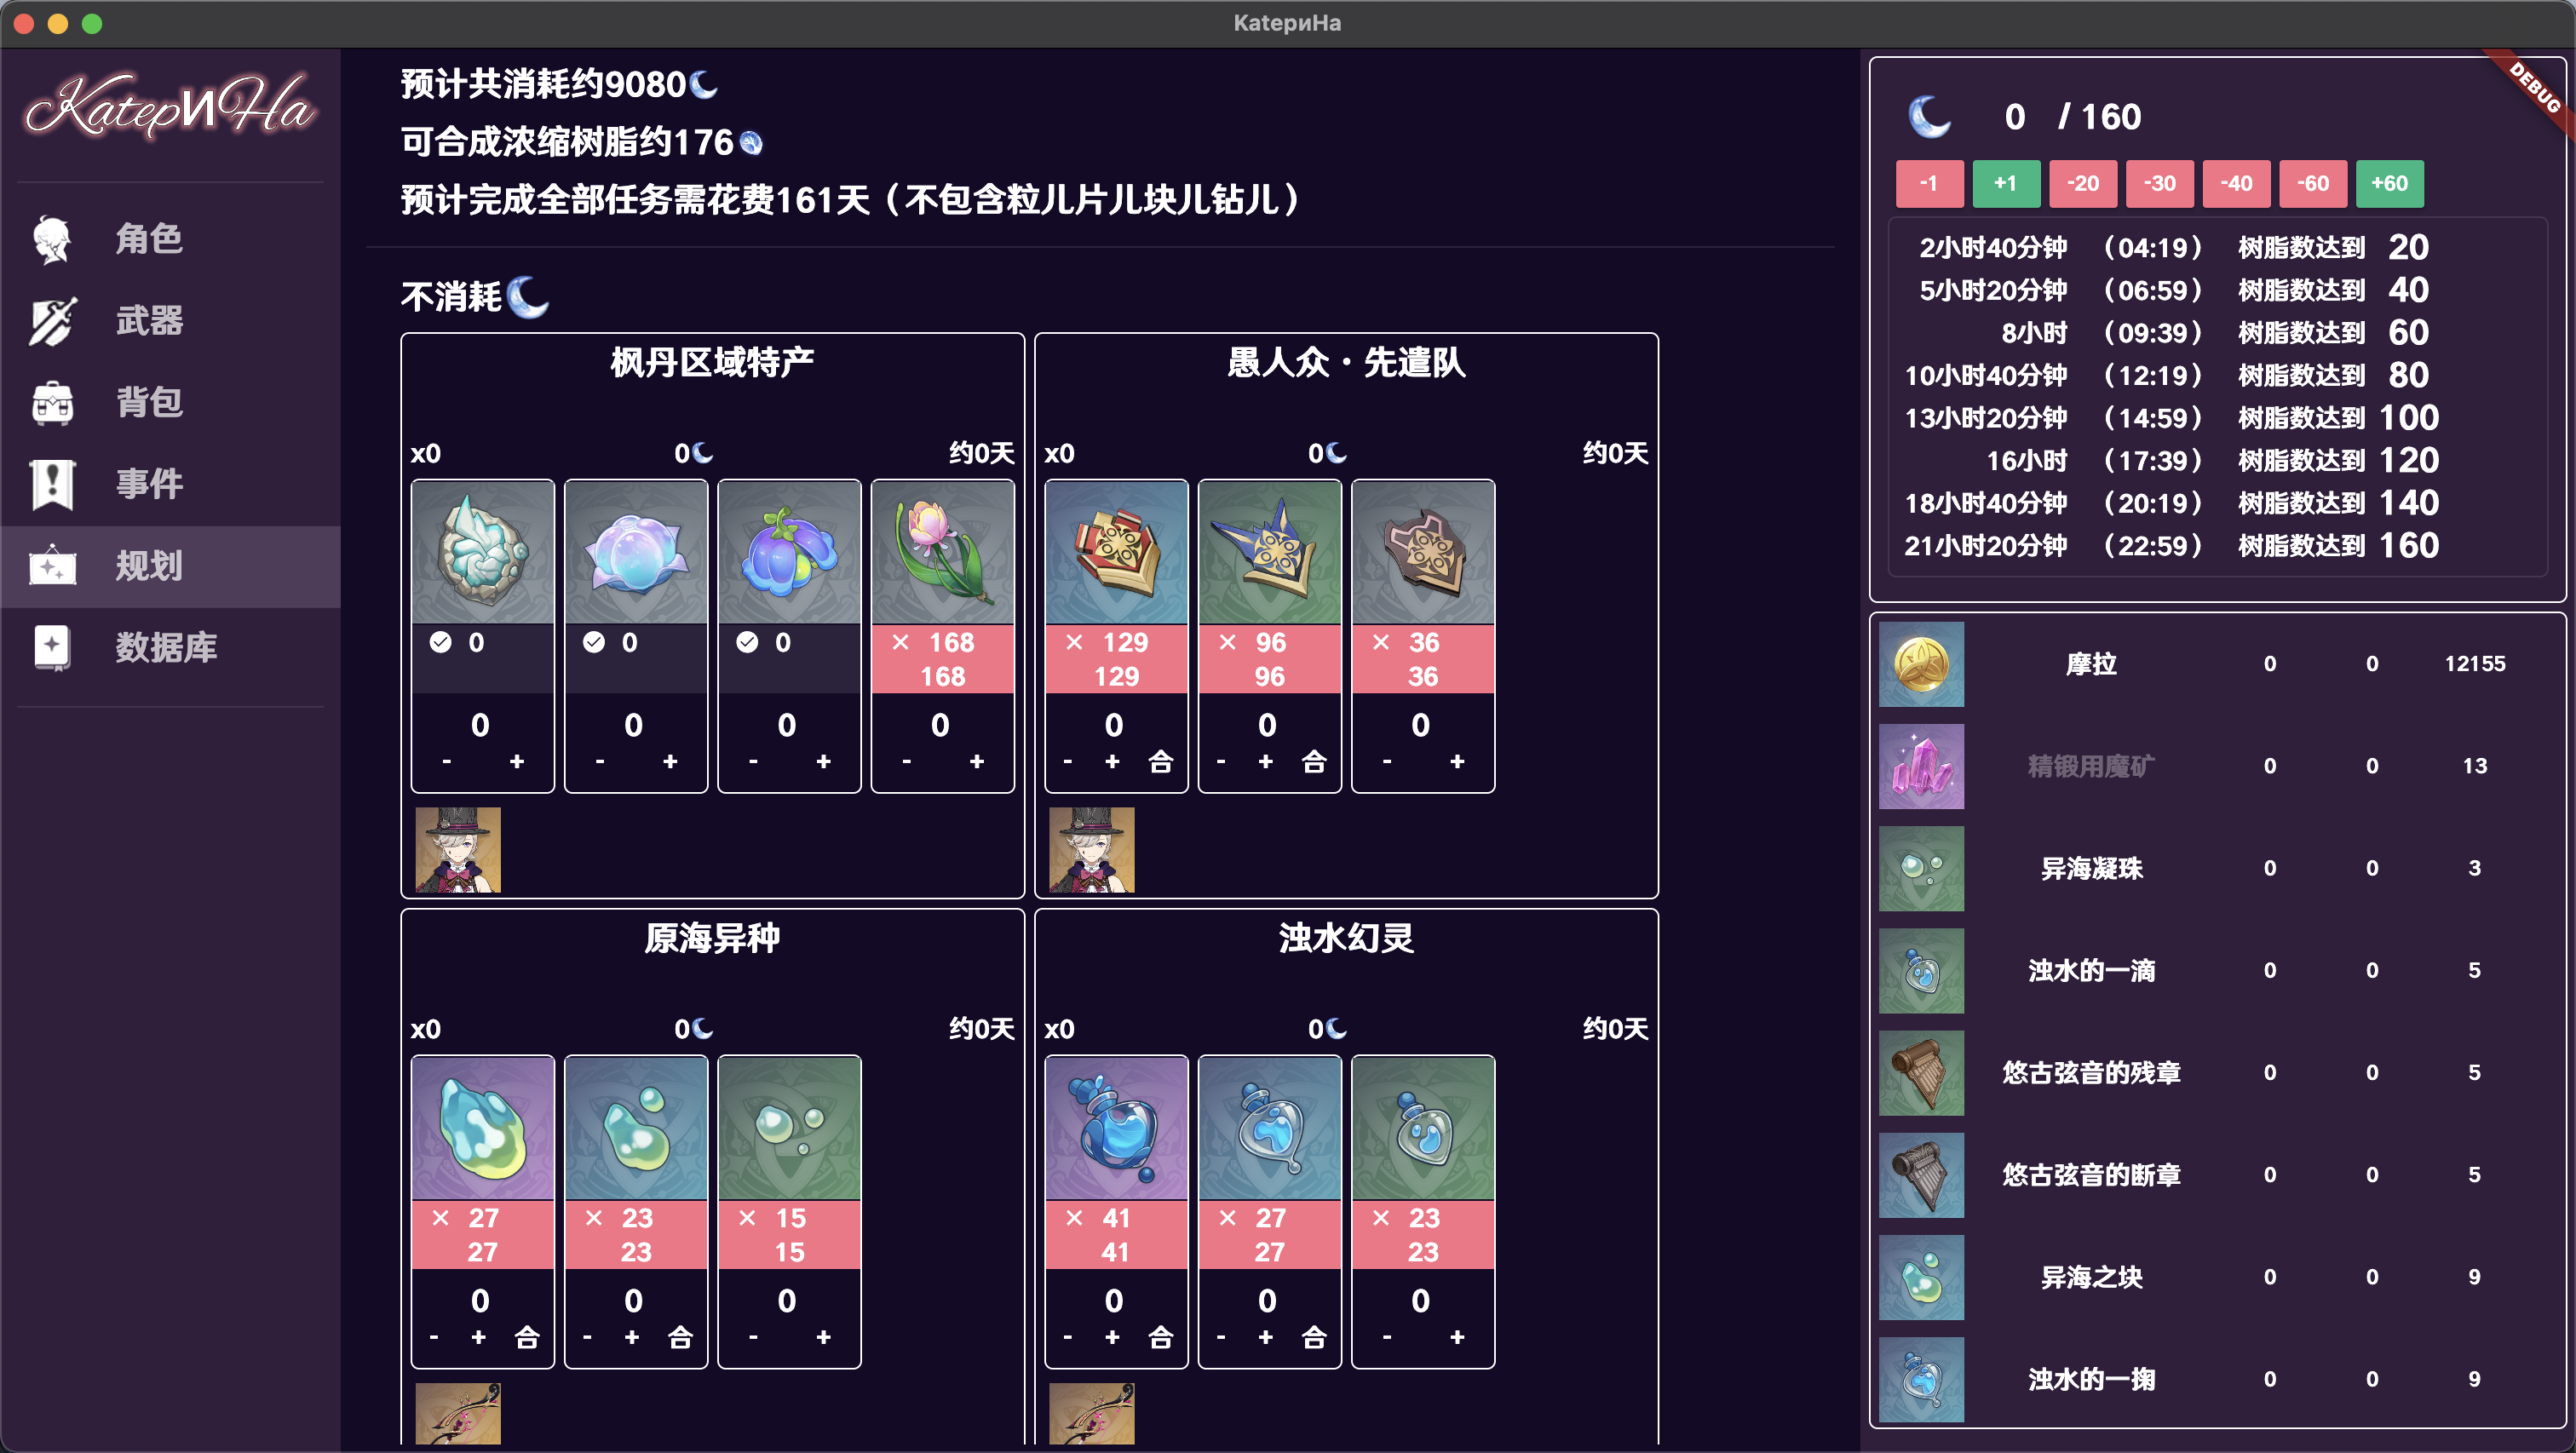 KatepиHa
KatepИHa
角色
武器
背包
事件
规划
数据库
预计共消耗约9080
可合成浓缩树脂约176
预计完成全部任务需花费161天（不包含粒儿片儿块儿钻儿）
不消耗
枫丹区域特产
x0 0 约0天
0 0 0 × 168
168
0 0 0 0
- + - + - + - +
愚人众·先遣队
x0 0 约0天
× 129 × 96 × 36
129 96 36
0 0 0
- + 合 - + 合 - +
原海异种
x0 0 约0天
× 27 × 23 × 15
27 23 15
0 0 0
- + 合 - + 合 - +
浊水幻灵
x0 0 约0天
× 41 × 27 × 23
41 27 23
0 0 0
- + 合 - + 合 - +
DEBUG
0 / 160
-1 +1 -20 -30 -40 -60 +60
2小时40分钟 （04:19） 树脂数达到 20
5小时20分钟 （06:59） 树脂数达到 40
8小时 （09:39） 树脂数达到 60
10小时40分钟 （12:19） 树脂数达到 80
13小时20分钟 （14:59） 树脂数达到 100
16小时 （17:39） 树脂数达到 120
18小时40分钟 （20:19） 树脂数达到 140
21小时20分钟 （22:59） 树脂数达到 160
摩拉 0 0 12155
精锻用魔矿 0 0 13
异海凝珠 0 0 3
浊水的一滴 0 0 5
悠古弦音的残章 0 0 5
悠古弦音的断章 0 0 5
异海之块 0 0 9
浊水的一掬 0 0 9